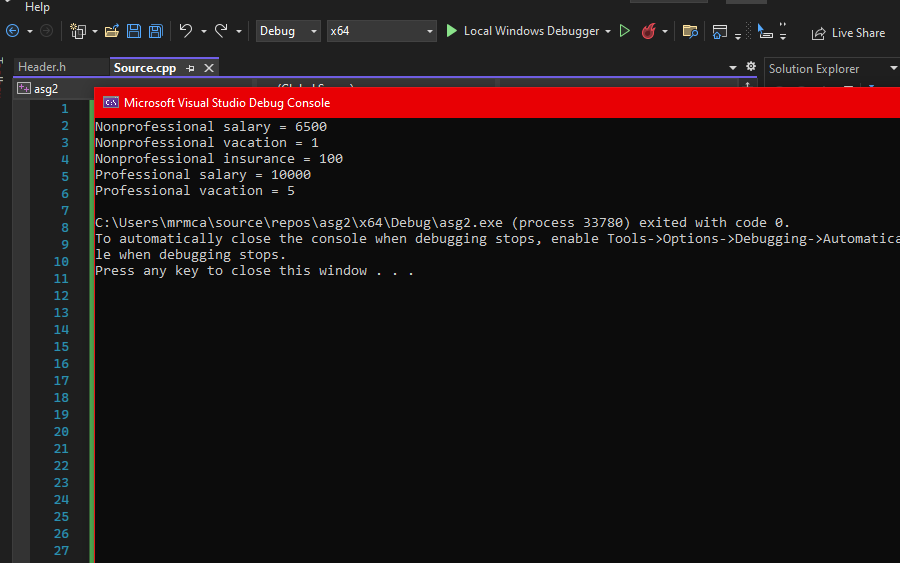 Help
Debug x64 Local Windows Debugger Live Share
Header.h Source.cpp Solution Explorer
asg2
Microsoft Visual Studio Debug Console
1
2
3
4
5
6
7
8
9
10
11
12
13
14
15
16
17
18
19
20
21
22
23
24
25
26
27
Nonprofessional salary = 6500
Nonprofessional vacation = 1
Nonprofessional insurance = 100
Professional salary = 10000
Professional vacation = 5
C:\Users\mrmca\source\repos\asg2\x64\Debug\asg2.exe (process 33780) exited with code 0.
To automatically close the console when debugging stops, enable Tools->Options->Debugging->Automatica
le when debugging stops.
Press any key to close this window . . .